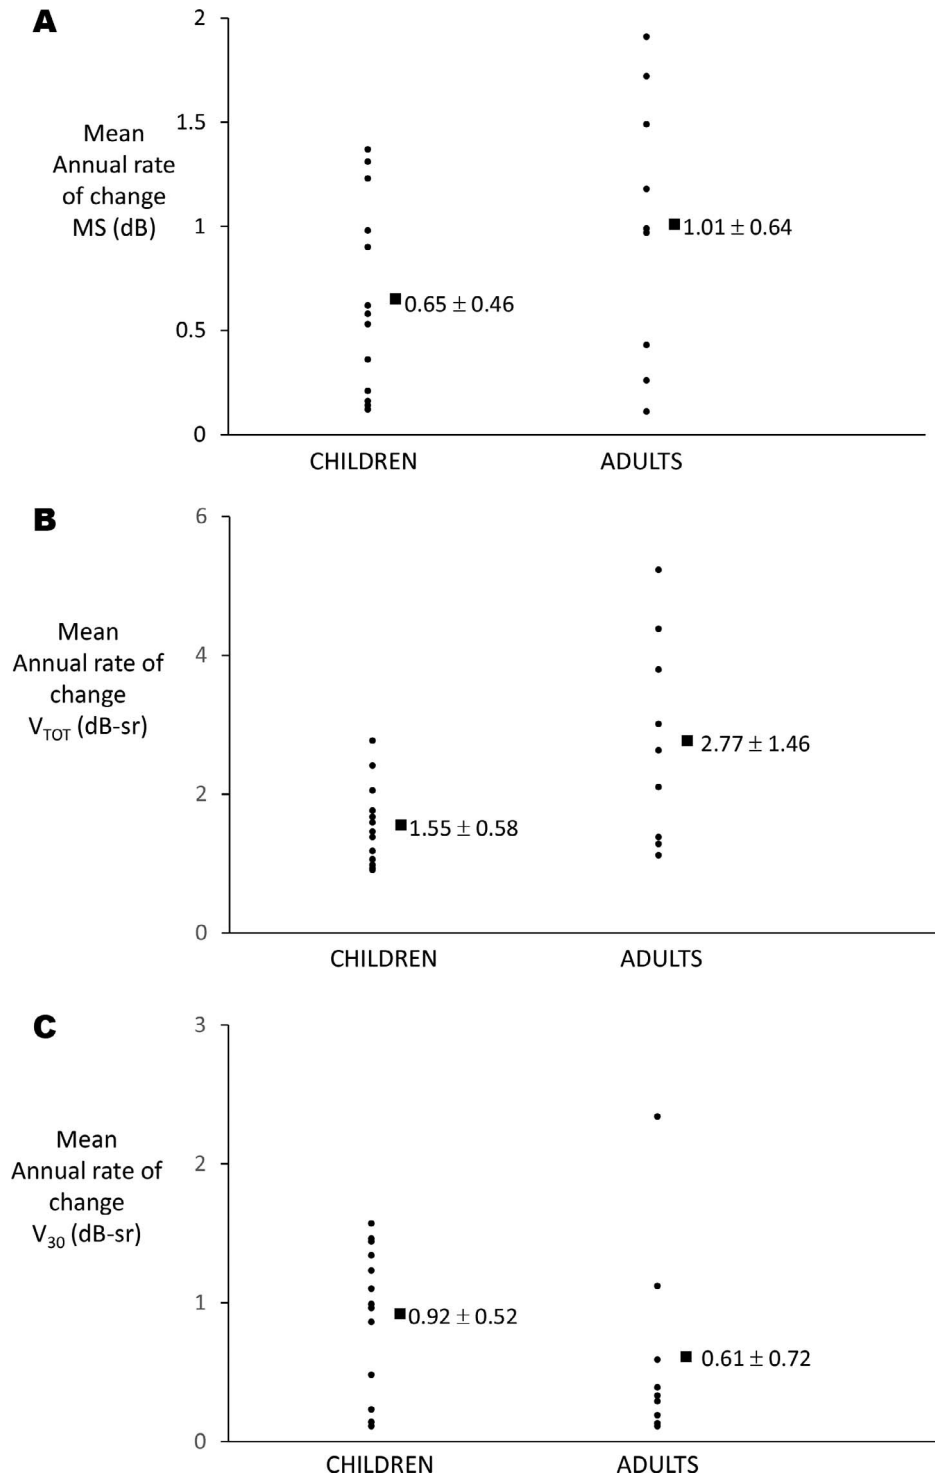 A
2
1.5
Mean
Annual rate
of change
MS (dB)
1
1.01 ± 0.64
0.65 ± 0.46
0.5
0
CHILDREN ADULTS
B
6
Mean
Annual rate of
change
V_TOT (dB-sr)
4
2.77 ± 1.46
2
1.55 ± 0.58
0
CHILDREN ADULTS
C
3
Mean
Annual rate of
change
V_30 (dB-sr)
2
1
0.92 ± 0.52
0.61 ± 0.72
0
CHILDREN ADULTS